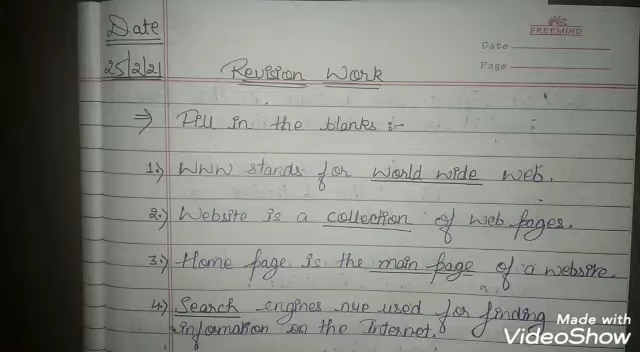 Date
25/2/21
FREEMIND
Date
Page
Revision Work
⇒ Fill in the blanks :-
1:) WWW stands for world wide web.
2:) Website is a collection of web pages.
3:) Home page is the main page of a website.
4:) Search engines are used for finding
information on the Internet.
Made with
VideoShow